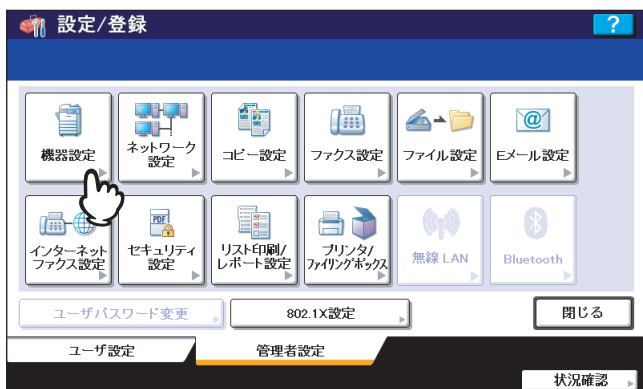 設定/登録
?
機器設定
ネットワーク
設定
コピー設定
ファクス設定
ファイル設定
Eメール設定
@
PDF
インターネット
ファクス設定
セキュリティ
設定
リスト印刷/
レポート設定
プリンタ/
ファイリングボックス
無線 LAN
Bluetooth
ユーザパスワード変更
802.1X設定
閉じる
ユーザ設定
管理者設定
状況確認